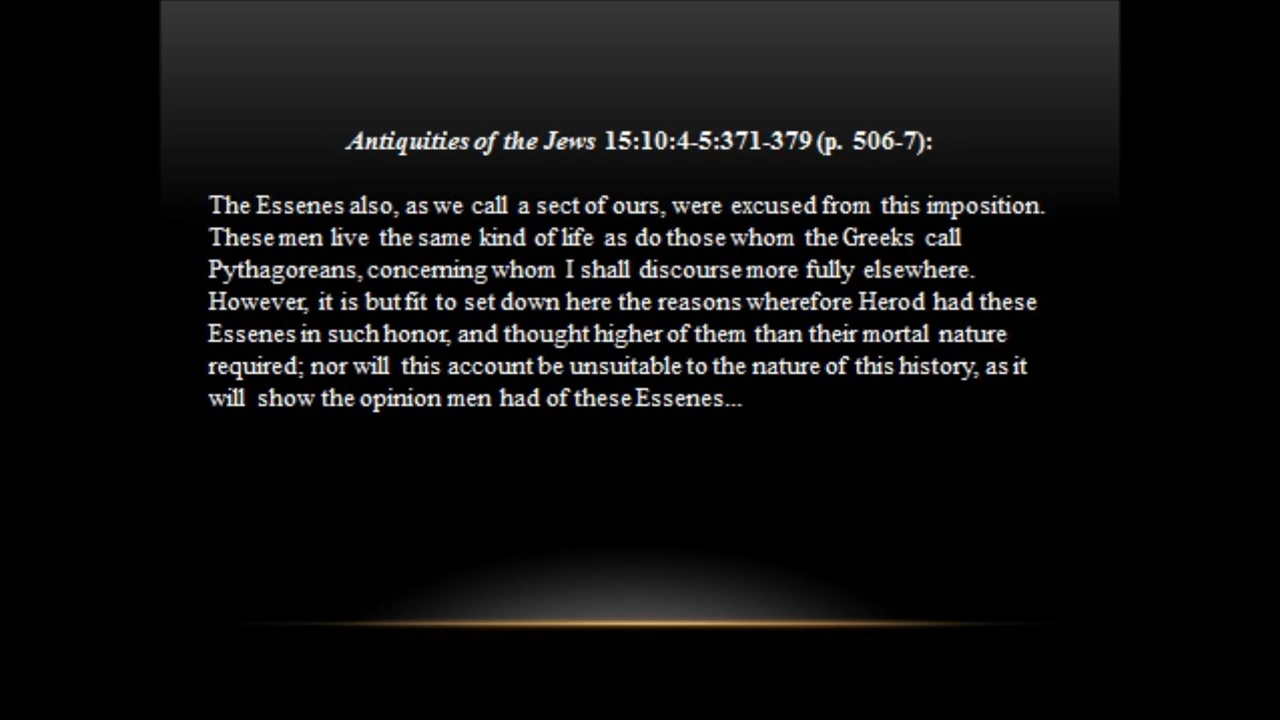 Antiquities of the Jews 15:10:4-5:371-379 (p. 506-7):
The Essenes also, as we call a sect of ours, were excused from this imposition.
These men live the same kind of life as do those whom the Greeks call
Pythagoreans, concerning whom I shall discourse more fully elsewhere.
However, it is but fit to set down here the reasons wherefore Herod had these
Essenes in such honor, and thought higher of them than their mortal nature
required; nor will this account be unsuitable to the nature of this history, as it
will show the opinion men had of these Essenes...